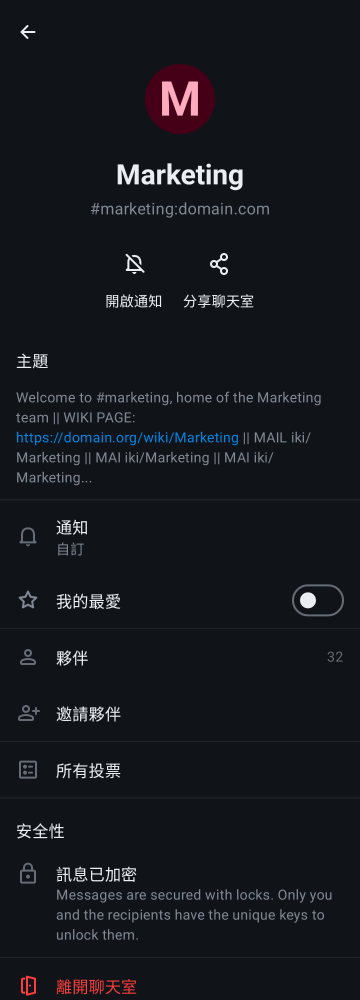 M
Marketing
#marketing:domain.com
開啟通知
分享聊天室
主題
Welcome to #marketing, home of the Marketing
team || WIKI PAGE:
https://domain.org/wiki/Marketing || MAIL iki/
Marketing || MAI iki/Marketing || MAI iki/
Marketing...
通知
自訂
我的最愛
夥伴
32
邀請夥伴
所有投票
安全性
訊息已加密
Messages are secured with locks. Only you
and the recipients have the unique keys to
unlock them.
離開聊天室